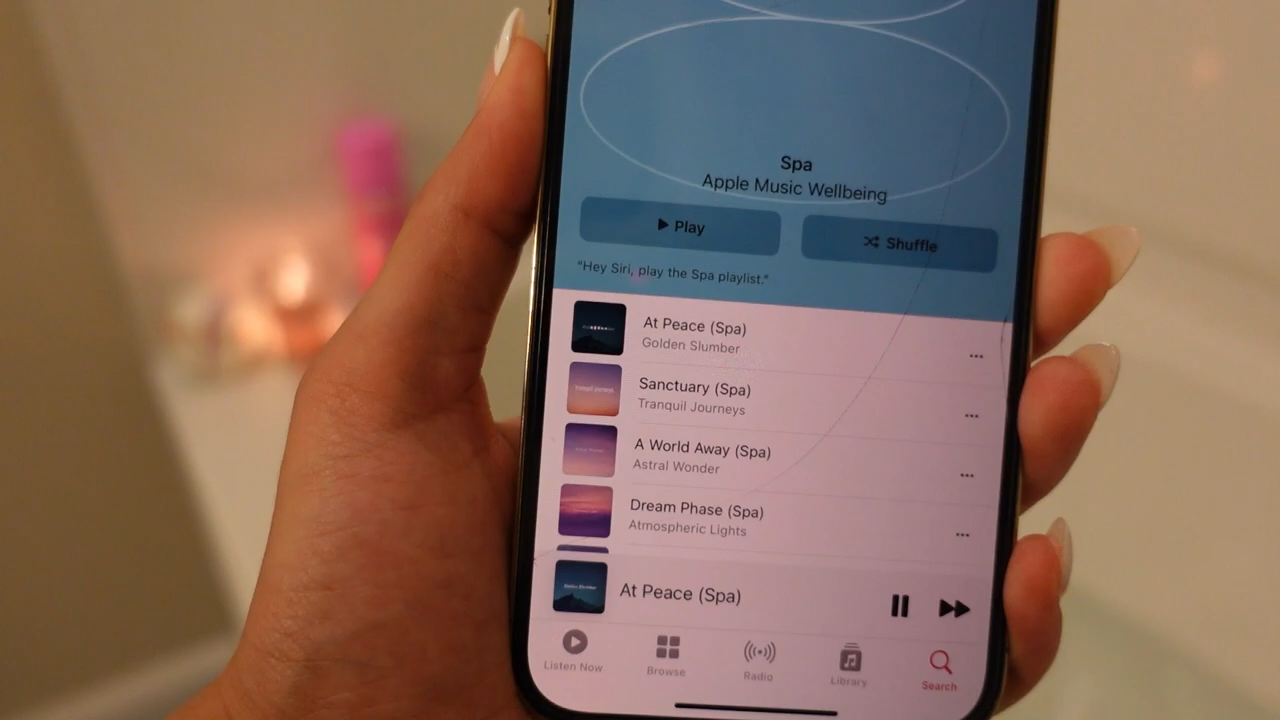 Spa
Apple Music Wellbeing
Play
Shuffle
"Hey Siri, play the Spa playlist."
At Peace (Spa)
Golden Slumber
Sanctuary (Spa)
Tranquil Journeys
A World Away (Spa)
Astral Wonder
Dream Phase (Spa)
Atmospheric Lights
At Peace (Spa)
Listen Now
Browse
Radio
Library
Search